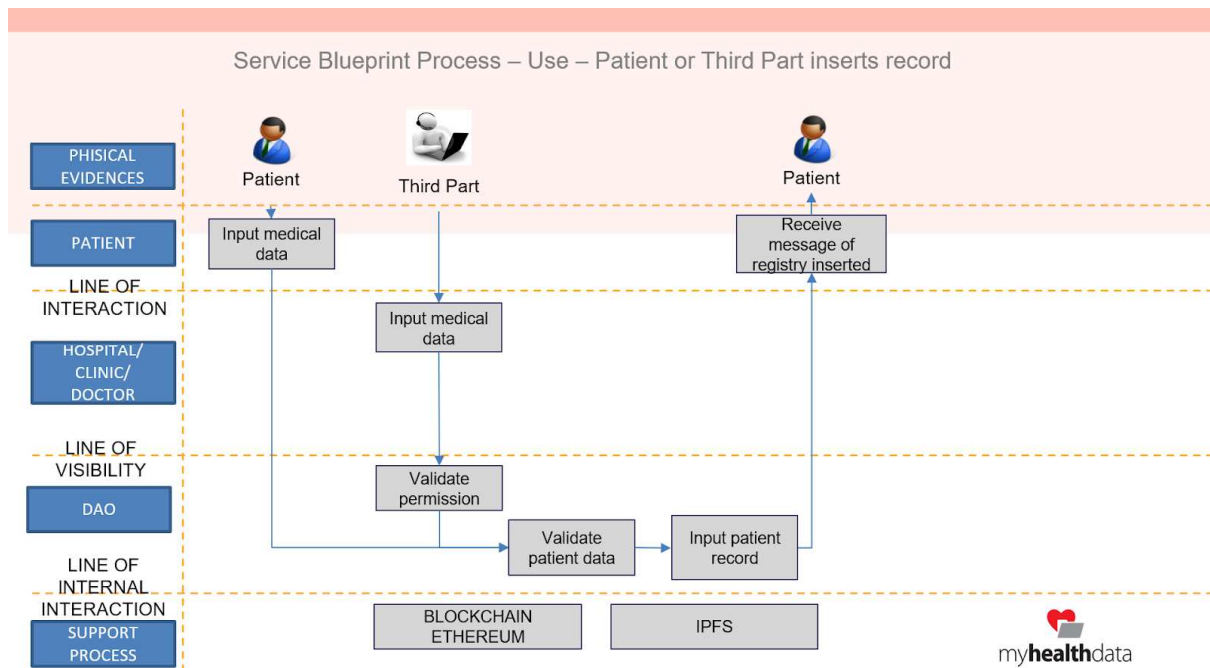 Service Blueprint Process – Use – Patient or Third Part inserts record
PHISICAL
EVIDENCES
Patient
Third Part
Patient
PATIENT
Input medical
data
Receive
message of
registry inserted
LINE OF
INTERACTION
Input medical
data
HOSPITAL/
CLINIC/
DOCTOR
LINE OF
VISIBILITY
Validate
permission
DAO
Validate
patient data
Input patient
record
LINE OF
INTERNAL
INTERACTION
BLOCKCHAIN
ETHEREUM
IPFS
SUPPORT
PROCESS
myhealthdata